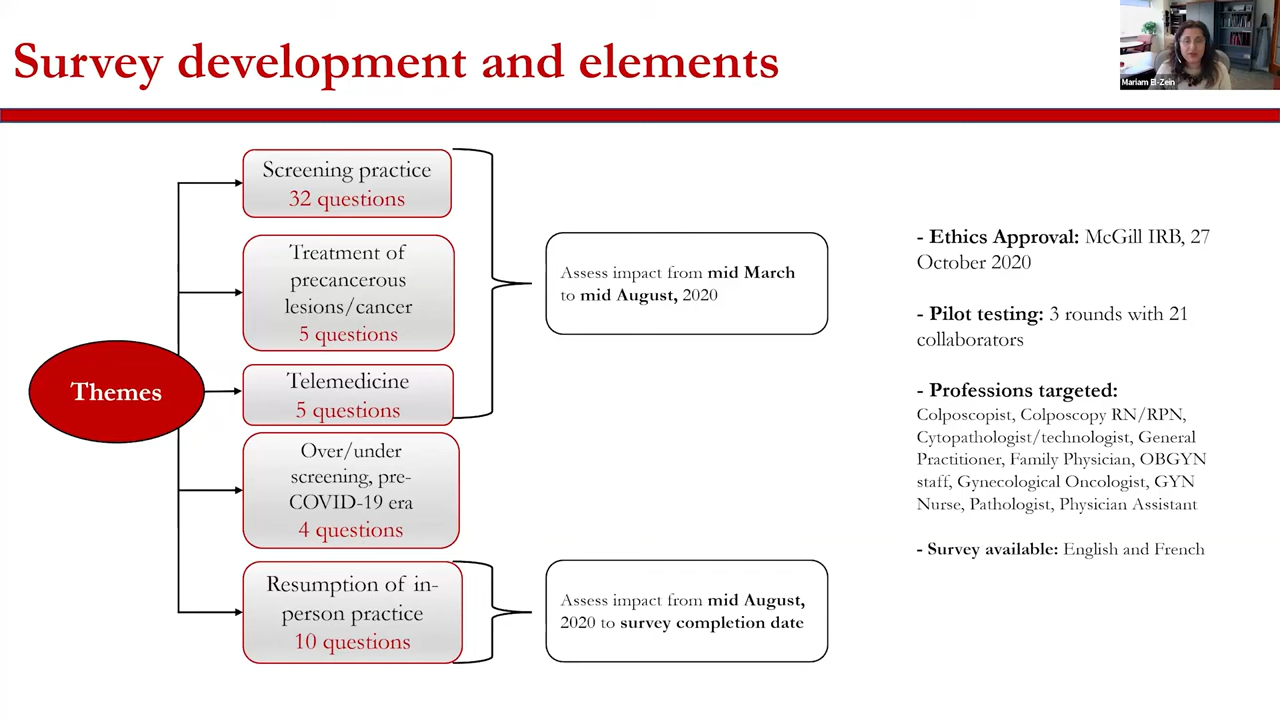 Survey development and elements
Mariam El-Zein
Themes
Screening practice
32 questions
Treatment of
precancerous
lesions/cancer
5 questions
Telemedicine
5 questions
Over/under
screening, pre-
COVID-19 era
4 questions
Resumption of in-
person practice
10 questions
Assess impact from mid March
to mid August, 2020
Assess impact from mid August,
2020 to survey completion date
- Ethics Approval: McGill IRB, 27
October 2020
- Pilot testing: 3 rounds with 21
collaborators
- Professions targeted:
Colposcopist, Colposcopy RN/RPN,
Cytopathologist/technologist, General
Practitioner, Family Physician, OBGYN
staff, Gynecological Oncologist, GYN
Nurse, Pathologist, Physician Assistant
- Survey available: English and French